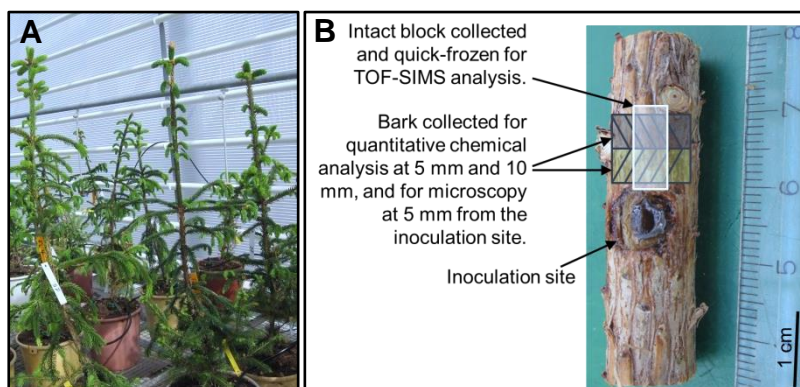 A
B
Intact block collected
and quick-frozen for
TOF-SIMS analysis.
Bark collected for
quantitative chemical
analysis at 5 mm and 10
mm, and for microscopy
at 5 mm from the
inoculation site.
Inoculation site
8
7
6
5
1 cm